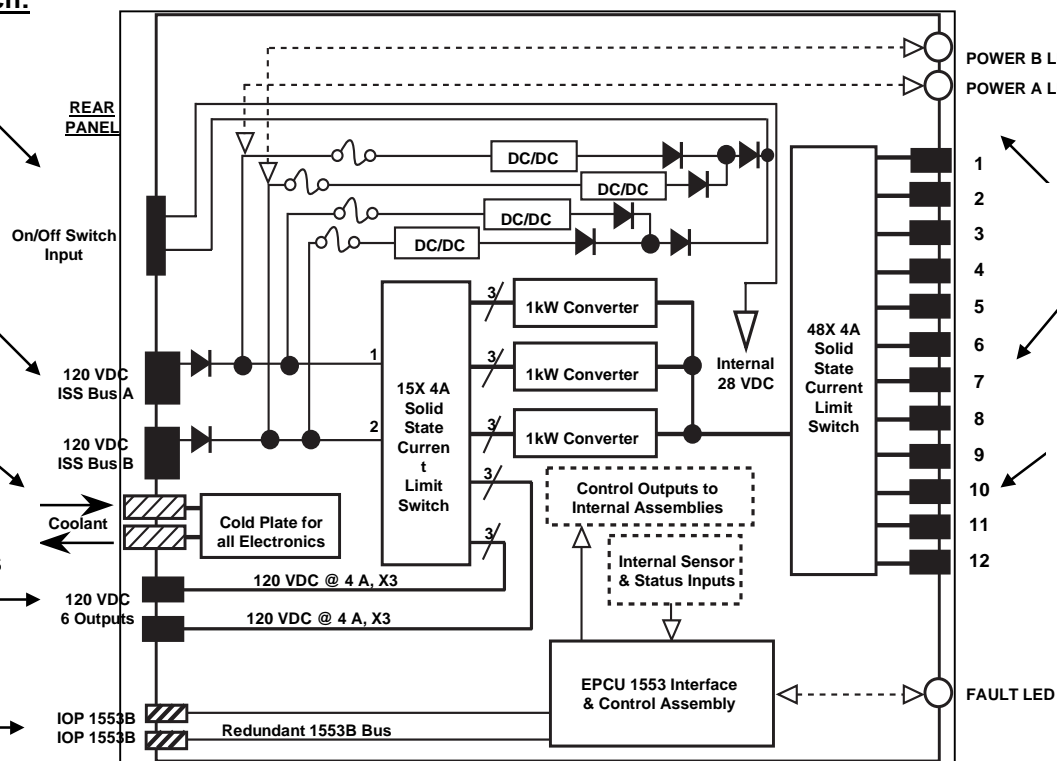 POWER B L
POWER A L
REAR
PANEL
DC/DC
DC/DC
DC/DC
DC/DC
On/Off Switch
Input
1
2
3
4
5
6
7
8
9
10
11
12
3
1kW Converter
3
1kW Converter
3
1kW Converter
3
3
Internal
28 VDC
48X 4A
Solid
State
Current
Limit
Switch
120 VDC
ISS Bus A
1
120 VDC
ISS Bus B
2
15X 4A
Solid
State
Curren
t
Limit
Switch
Coolant
Cold Plate for
all Electronics
Control Outputs to
Internal Assemblies
Internal Sensor
& Status Inputs
120 VDC
6 Outputs
120 VDC @ 4 A, X3
120 VDC @ 4 A, X3
EPCU 1553 Interface
& Control Assembly
FAULT LED
IOP 1553B
IOP 1553B
Redundant 1553B Bus